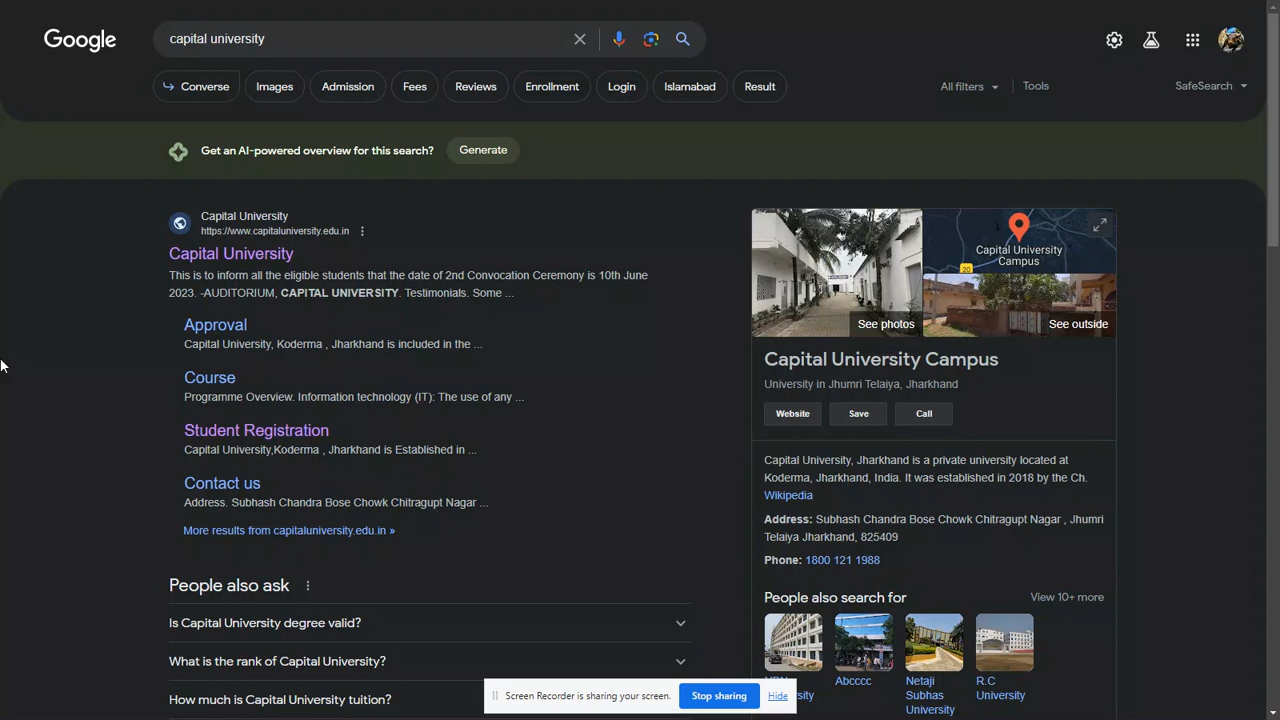 Google
capital university
Converse
Images
Admission
Fees
Reviews
Enrollment
Login
Islamabad
Result
All filters
Tools
SafeSearch
Get an AI-powered overview for this search?
Generate
Capital University
https://www.capitaluniversity.edu.in
Capital University
This is to inform all the eligible students that the date of 2nd Convocation Ceremony is 10th June
2023. -AUDITORIUM, CAPITAL UNIVERSITY. Testimonials. Some ...
Approval
Capital University, Koderma , Jharkhand is included in the ...
Course
Programme Overview. Information technology (IT): The use of any ...
Student Registration
Capital University,Koderma , Jharkhand is Established in ...
Contact us
Address. Subhash Chandra Bose Chowk Chitragupt Nagar ...
More results from capitaluniversity.edu.in »
People also ask
Is Capital University degree valid?
What is the rank of Capital University?
How much is Capital University tuition?
See photos
Capital University
Campus
20
See outside
Capital University Campus
University in Jhumri Telaiya, Jharkhand
Website
Save
Call
Capital University, Jharkhand is a private university located at
Koderma, Jharkhand, India. It was established in 2018 by the Ch.
Wikipedia
Address: Subhash Chandra Bose Chowk Chitragupt Nagar , Jhumri
Telaiya Jharkhand, 825409
Phone: 1800 121 1988
People also search for
View 10+ more
Abcccc
Netaji
Subhas
University
R.C
University
Screen Recorder is sharing your screen.
Stop sharing
Hide